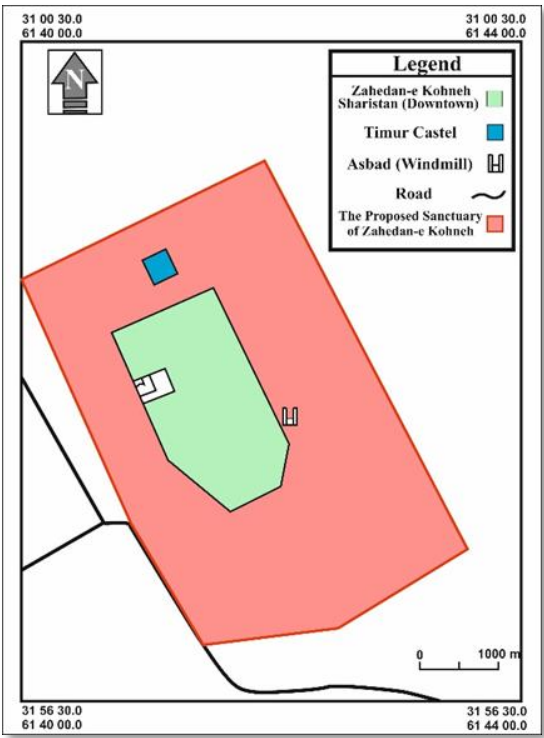 31 00 30.0
61 40 00.0
31 00 30.0
61 44 00.0
N
Legend
Zahedan-e Kohneh
Sharistan (Downtown)
Timur Castel
Asbad (Windmill)
Road
The Proposed Sanctuary
of Zahedan-e Kohneh
0 1000 m
31 56 30.0
61 40 00.0
31 56 30.0
61 44 00.0